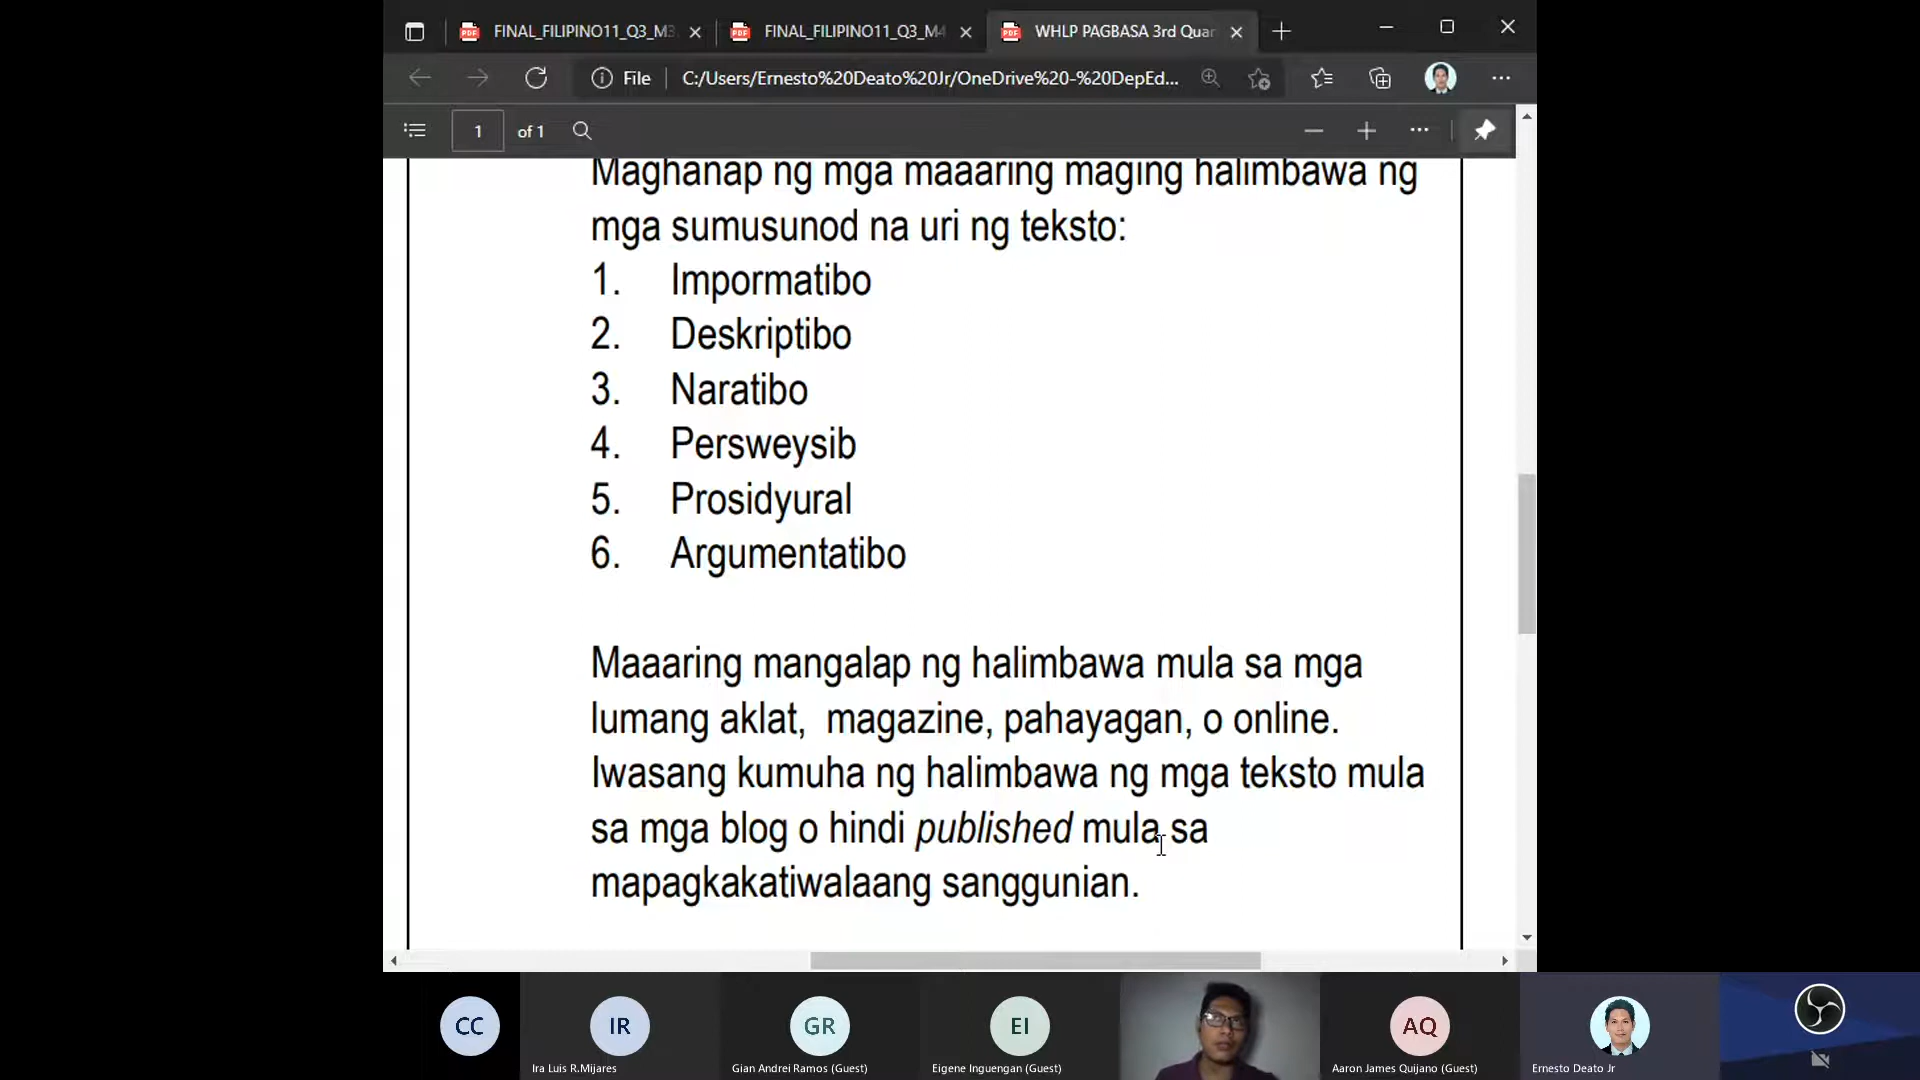 FINAL_FILIPINO11_Q3_M3
FINAL_FILIPINO11_Q3_M4
WHLP PAGBASA 3rd Quar
File
C:/Users/Ernesto%20Deato%20Jr/OneDrive%20-%20DepEd...
1
of 1
Maghanap ng mga maaaring maging halimbawa ng
mga sumusunod na uri ng teksto:
1. Impormatibo
2. Deskriptibo
3. Naratibo
4. Persweysib
5. Prosidyural
6. Argumentatibo
Maaaring mangalap ng halimbawa mula sa mga
lumang aklat, magazine, pahayagan, o online.
Iwasang kumuha ng halimbawa ng mga teksto mula
sa mga blog o hindi published mula sa
mapagkakatiwalaang sanggunian.
CC
IR
GR
EI
AQ
Ira Luis R.Mijares
Gian Andrei Ramos (Guest)
Eigene Inguengan (Guest)
Aaron James Quijano (Guest)
Ernesto Deato Jr